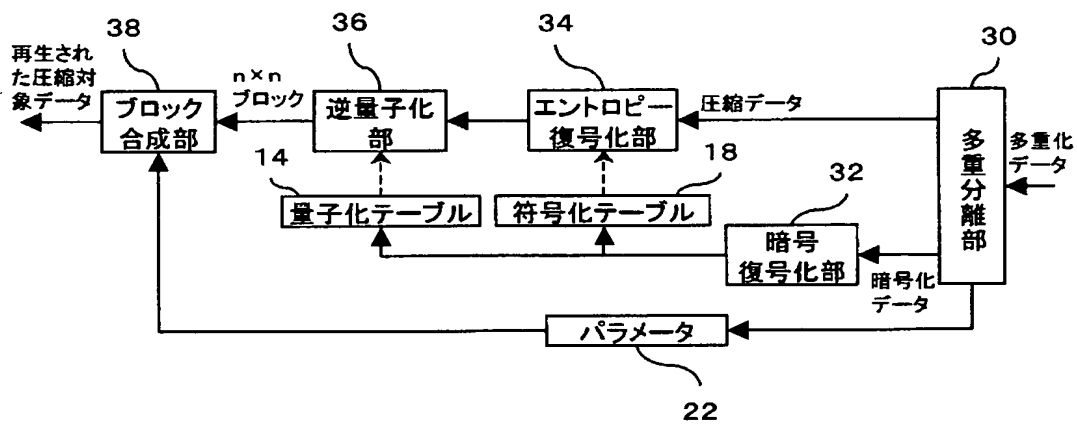 38
36
34
30
再生され
た圧縮対
象データ
n×n
ブロック
ブロック
合成部
逆量子化
部
エントロピー
復号化部
圧縮データ
多重分離部
多重化
データ
14
18
32
量子化テーブル
符号化テーブル
暗号
復号化部
暗号化
データ
パラメータ
22